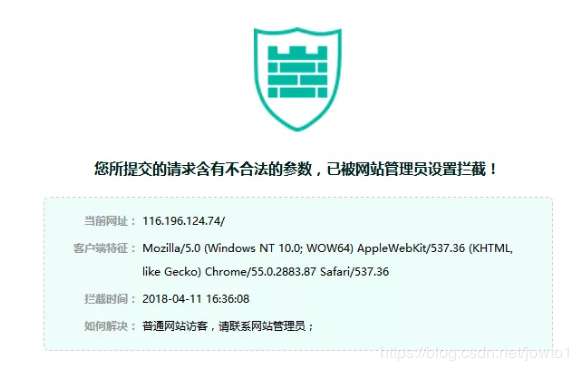 您所提交的请求含有不合法的参数，已被网站管理员设置拦截！
当前网址： 116.196.124.74/
客户端特征： Mozilla/5.0 (Windows NT 10.0; WOW64) AppleWebKit/537.36 (KHTML,
like Gecko) Chrome/55.0.2883.87 Safari/537.36
拦截时间： 2018-04-11 16:36:08
如何解决： 普通网站访客，请联系网站管理员；
https://blog.csdn.net/jowto1